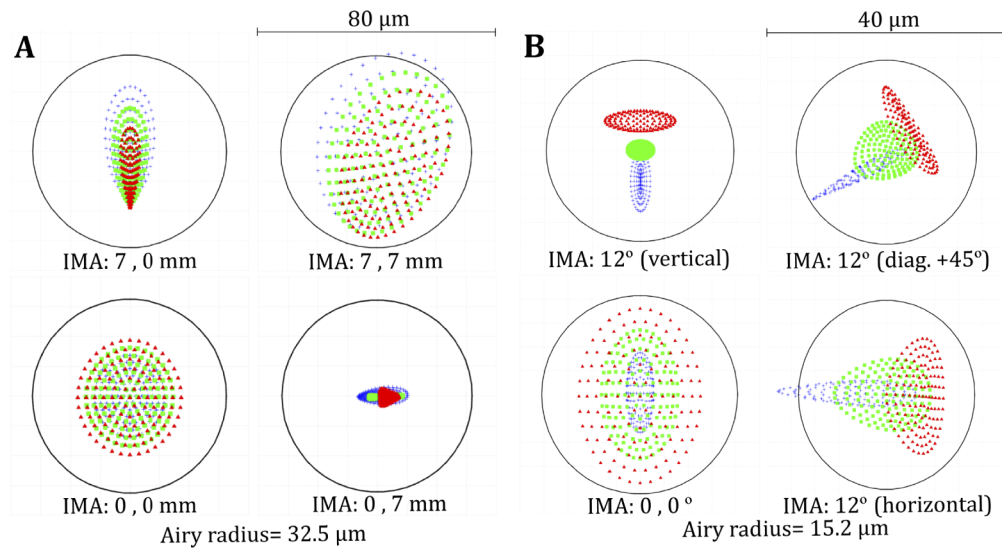 80 µm
40 µm
A
B
IMA: 7 , 0 mm
7 , 7 mm
IMA: 12º (vertical)
IMA: 12º (diag. +45º)
IMA: 0 , 0 mm
IMA: 0 , 7 mm
IMA: 0 , 0 º
IMA: 12º (horizontal)
Airy radius= 32.5 µm
Airy radius= 15.2 µm